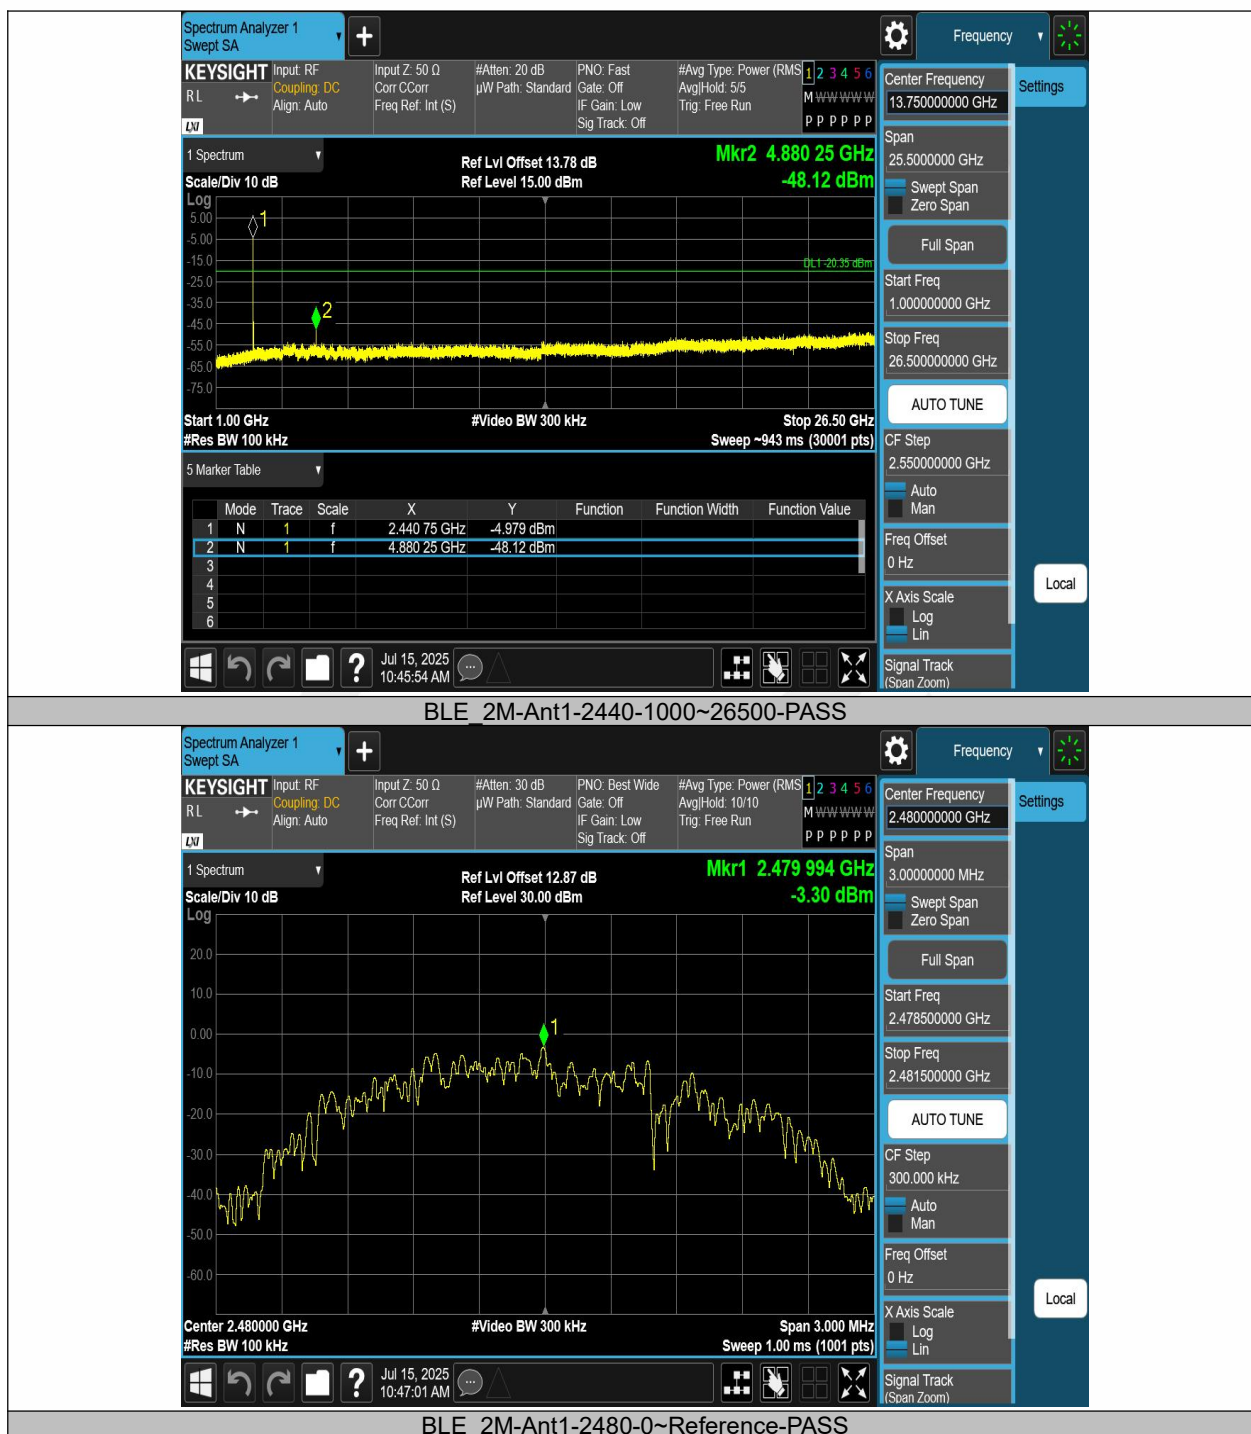 Spectrum Analyzer 1
Swept SA
+
Frequency
KEYSIGHT
RL
LXI
Input: RF
Coupling: DC
Align: Auto
Input Z: 50 Ω
Corr CCorr
Freq Ref: Int (S)
#Atten: 20 dB
µW Path: Standard
PNO: Fast
Gate: Off
IF Gain: Low
Sig Track: Off
#Avg Type: Power (RMS
Avg|Hold: 5/5
Trig: Free Run
1 2 3 4 5 6
M W W W W W
P P P P P P
1 Spectrum
Scale/Div 10 dB
Ref Lvl Offset 13.78 dB
Ref Level 15.00 dBm
Mkr2 4.880 25 GHz
-48.12 dBm
Log
5.00
-5.00
-15.0
-25.0
-35.0
-45.0
-55.0
-65.0
-75.0
1
2
DL1 -20.35 dBm
Start 1.00 GHz
#Video BW 300 kHz
Stop 26.50 GHz
#Res BW 100 kHz
Sweep ~943 ms (30001 pts)
5 Marker Table
Mode Trace Scale X Y Function Function Width Function Value
1 N 1 f 2.440 75 GHz -4.979 dBm
2 N 1 f 4.880 25 GHz -48.12 dBm
3
4
5
6
Jul 15, 2025
10:45:54 AM
?
Center Frequency
13.750000000 GHz
Settings
Span
25.5000000 GHz
Swept Span
Zero Span
Full Span
Start Freq
1.000000000 GHz
Stop Freq
26.500000000 GHz
AUTO TUNE
CF Step
2.550000000 GHz
Auto
Man
Freq Offset
0 Hz
X Axis Scale
Log
Lin
Signal Track
(Span Zoom)
Local
BLE_2M-Ant1-2440-1000~26500-PASS
Spectrum Analyzer 1
Swept SA
+
Frequency
KEYSIGHT
RL
LXI
Input: RF
Coupling: DC
Align: Auto
Input Z: 50 Ω
Corr CCorr
Freq Ref: Int (S)
#Atten: 30 dB
µW Path: Standard
PNO: Best Wide
Gate: Off
IF Gain: Low
Sig Track: Off
#Avg Type: Power (RMS
Avg|Hold: 10/10
Trig: Free Run
1 2 3 4 5 6
M W W W W W
P P P P P P
1 Spectrum
Scale/Div 10 dB
Ref Lvl Offset 12.87 dB
Ref Level 30.00 dBm
Mkr1 2.479 994 GHz
-3.30 dBm
Log
20.0
10.0
0.00
-10.0
-20.0
-30.0
-40.0
-50.0
-60.0
1
Center 2.480000 GHz
#Video BW 300 kHz
Span 3.000 MHz
#Res BW 100 kHz
Sweep 1.00 ms (1001 pts)
Jul 15, 2025
10:47:01 AM
?
Center Frequency
2.480000000 GHz
Settings
Span
3.00000000 MHz
Swept Span
Zero Span
Full Span
Start Freq
2.478500000 GHz
Stop Freq
2.481500000 GHz
AUTO TUNE
CF Step
300.000 kHz
Auto
Man
Freq Offset
0 Hz
X Axis Scale
Log
Lin
Signal Track
(Span Zoom)
Local
BLE_2M-Ant1-2480-0~Reference-PASS